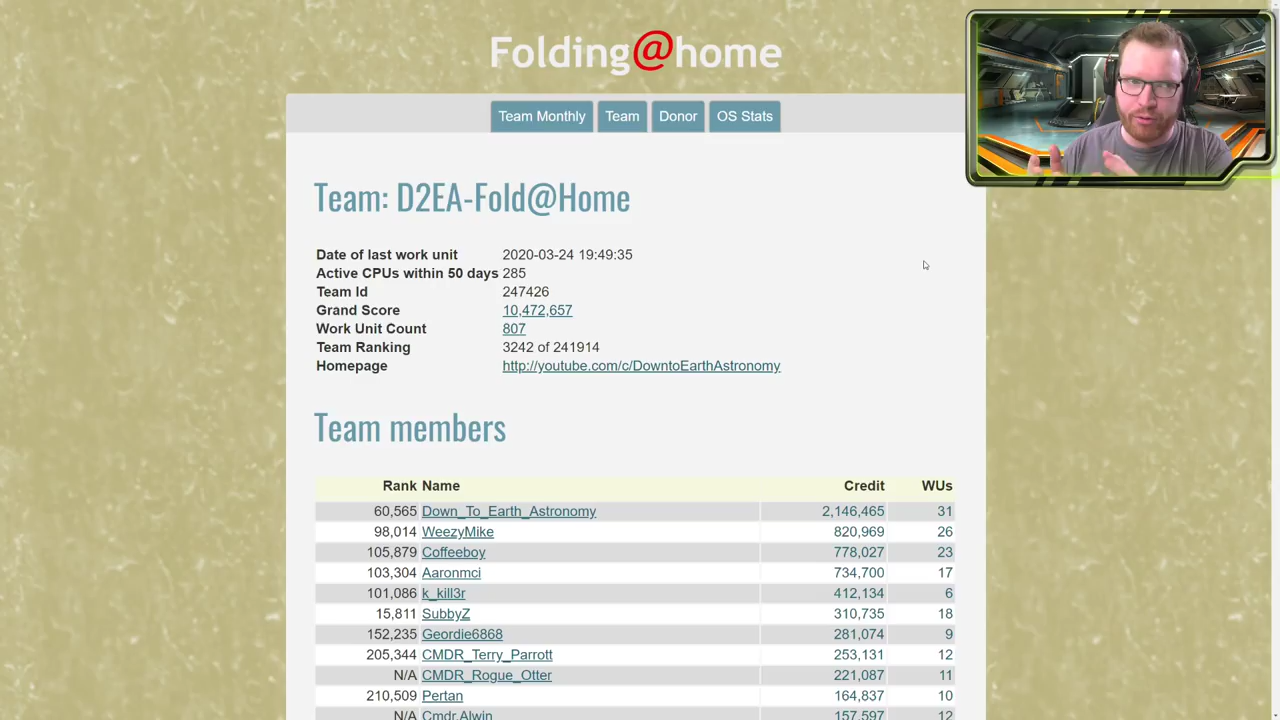 Folding@home
Team Monthly Team Donor OS Stats
Team: D2EA-Fold@Home
Date of last work unit 2020-03-24 19:49:35
Active CPUs within 50 days 285
Team Id 247426
Grand Score 10,472,657
Work Unit Count 807
Team Ranking 3242 of 241914
Homepage http://youtube.com/c/DowntoEarthAstronomy
Team members
Rank Name Credit WUs
60,565 Down_To_Earth_Astronomy 2,146,465 31
98,014 WeezyMike 820,969 26
105,879 Coffeeboy 778,027 23
103,304 Aaronmci 734,700 17
101,086 k_kill3r 412,134 6
15,811 SubbyZ 310,735 18
152,235 Geordie6868 281,074 9
205,344 CMDR_Terry_Parrott 253,131 12
N/A CMDR_Rogue_Otter 221,087 11
210,509 Pertan 164,837 10
N/A Cmdr.Alwin 157,597 12